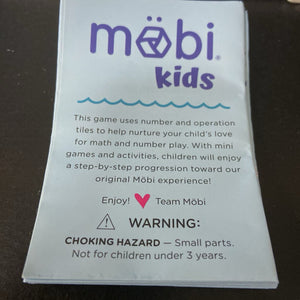 möbi
kids
This game uses number and operation
tiles to help nurture your child's love
for math and number play. With mini
games and activities, children will enjoy
a step-by-step progression toward our
original Möbi experience!
Enjoy! Team Möbi
WARNING:
CHOKING HAZARD — Small parts.
Not for children under 3 years.